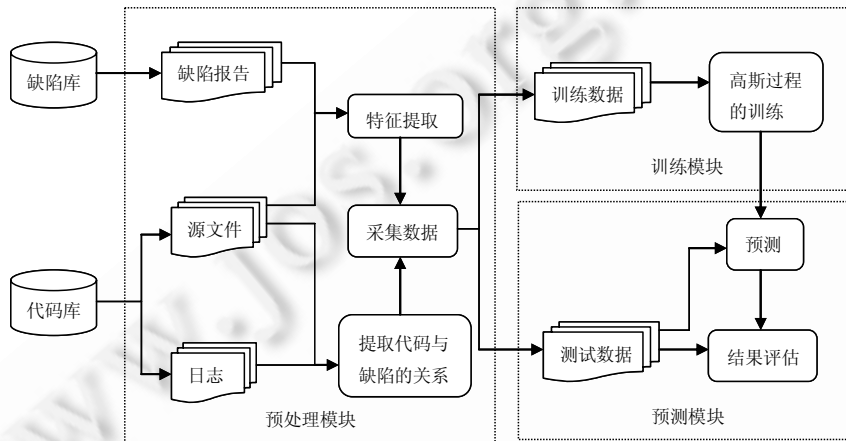 缺陷库
缺陷报告
特征提取
训练数据
高斯过程
的训练
训练模块
源文件
采集数据
预测
代码库
日志
提取代码与
缺陷的关系
测试数据
结果评估
预处理模块
预测模块
www.jos.org